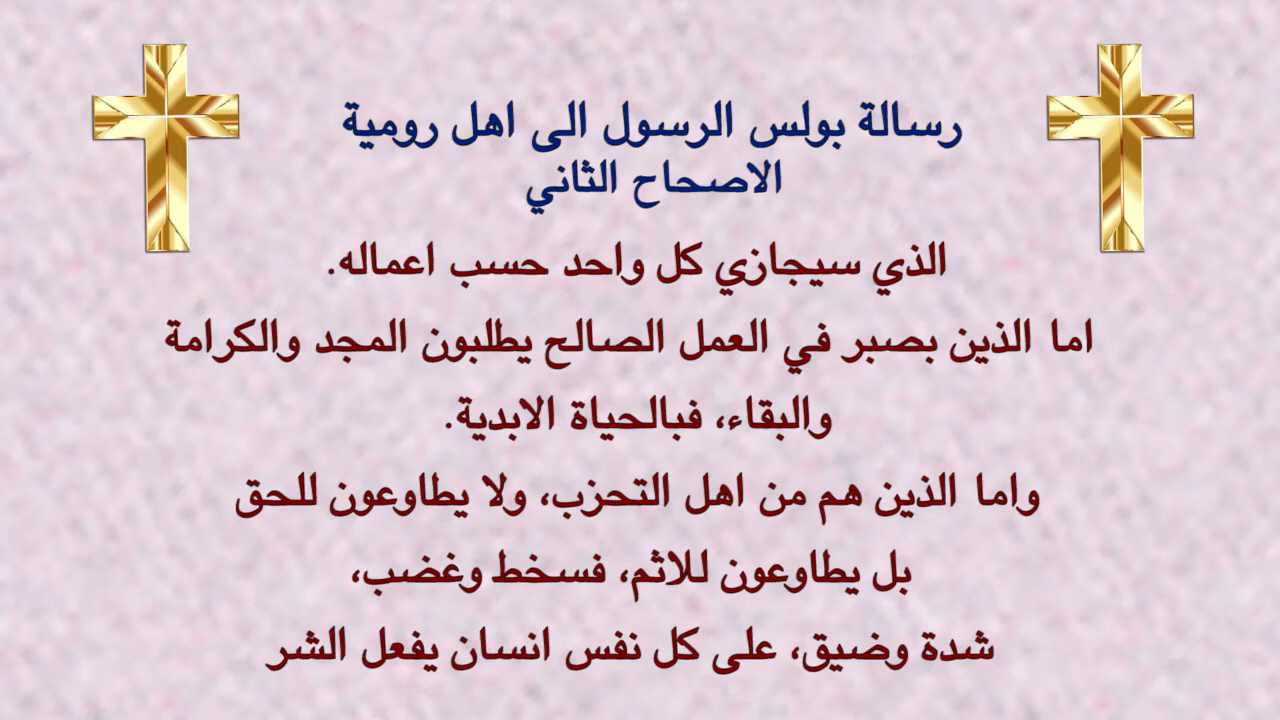 رسالة بولس الرسول الى اهل رومية
الاصحاح الثاني
الذي سيجازي كل واحد حسب اعماله.
اما الذين بصبر في العمل الصالح يطلبون المجد والكرامة
والبقاء، فبالحياة الابدية.
واما الذين هم من اهل التحزب، ولا يطاوعون للحق
بل يطاوعون للاثم، فسخط وغضب،
شدة وضيق، على كل نفس انسان يفعل الشر